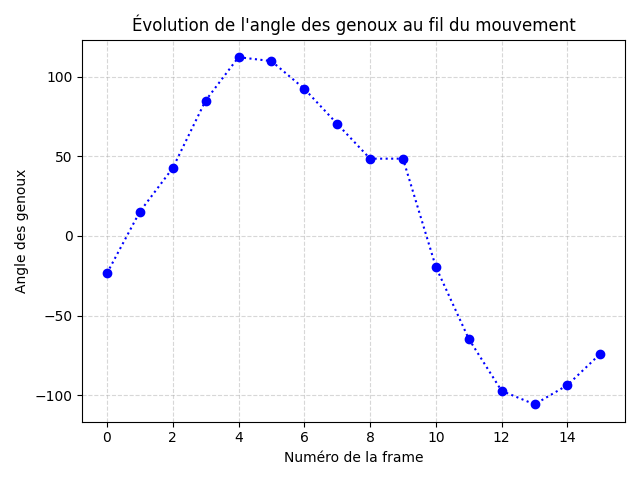 Évolution de l'angle des genoux au fil du mouvement
100
50
0
−50
−100
Angle des genoux
0 2 4 6 8 10 12 14
Numéro de la frame